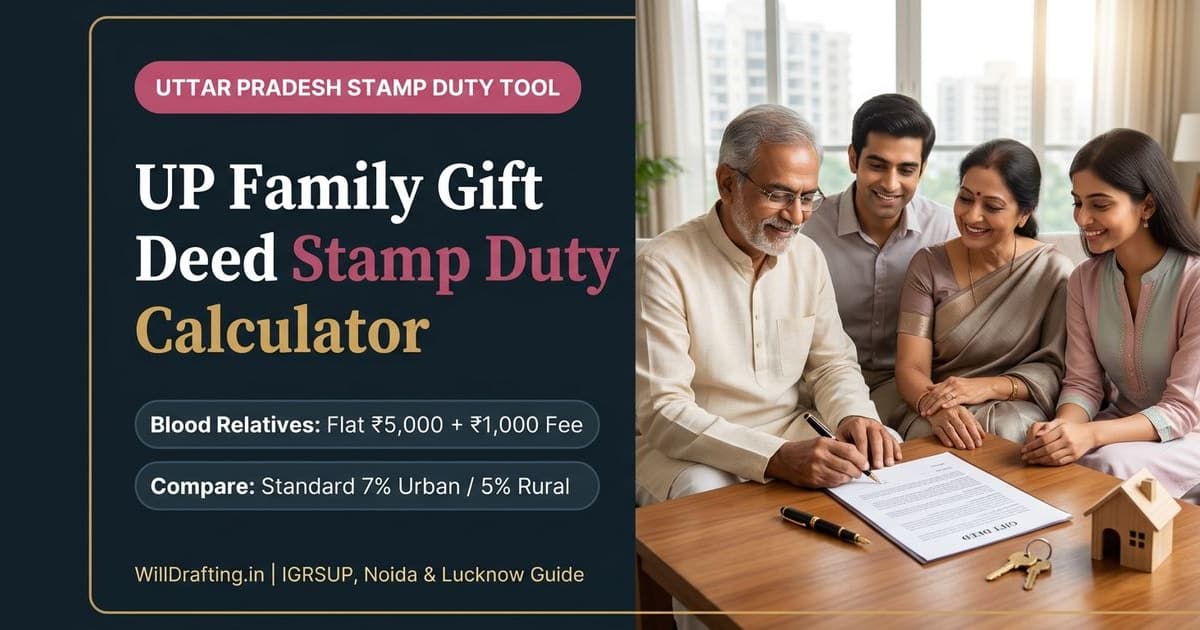 UTTAR PRADESH STAMP DUTY TOOL
UP Family Gift
Deed Stamp Duty
Calculator
Blood Relatives: Flat ₹5,000 + ₹1,000 Fee
Compare: Standard 7% Urban / 5% Rural
WillDrafting.in | IGRSUP, Noida & Lucknow Guide
GIFT DEED